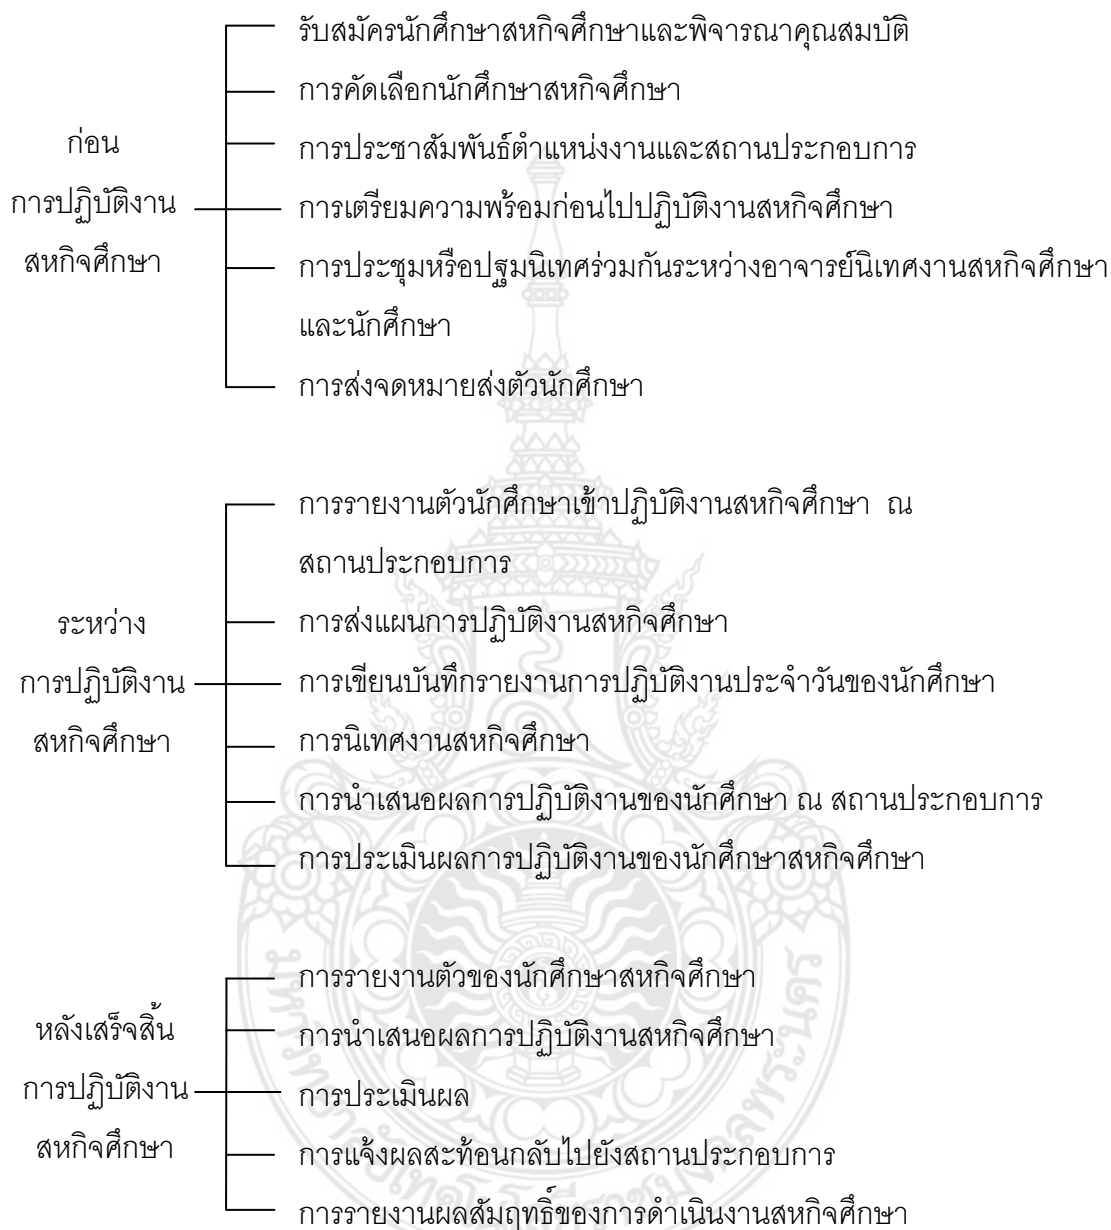 รับสมัครนักศึกษาสหกิจศึกษาและพิจารณาคุณสมบัติ
การคัดเลือกนักศึกษาสหกิจศึกษา
ก่อน
การประชาสัมพันธ์ตำแหน่งงานและสถานประกอบการ
การปฏิบัติงาน
การเตรียมความพร้อมก่อนไปปฏิบัติงานสหกิจศึกษา
สหกิจศึกษา
การประชุมหรือปฐมนิเทศร่วมกันระหว่างอาจารย์นิเทศงานสหกิจศึกษา
และนักศึกษา
การส่งจดหมายส่งตัวนักศึกษา
การรายงานตัวนักศึกษาเข้าปฏิบัติงานสหกิจศึกษา ณ
สถานประกอบการ
ระหว่าง
การส่งแผนการปฏิบัติงานสหกิจศึกษา
การปฏิบัติงาน
การเขียนบันทึกรายงานการปฏิบัติงานประจำวันของนักศึกษา
สหกิจศึกษา
การนิเทศงานสหกิจศึกษา
การนำเสนอผลการปฏิบัติงานของนักศึกษา ณ สถานประกอบการ
การประเมินผลการปฏิบัติงานของนักศึกษาสหกิจศึกษา
การรายงานตัวของนักศึกษาสหกิจศึกษา
หลังเสร็จสิ้น
การนำเสนอผลการปฏิบัติงานสหกิจศึกษา
การปฏิบัติงาน
การประเมินผล
สหกิจศึกษา
การแจ้งผลสะท้อนกลับไปยังสถานประกอบการ
การรายงานผลสัมฤทธิ์ของการดำเนินงานสหกิจศึกษา
มหาวิทยาลัยเทคโนโลยีราชมงคลพระนคร